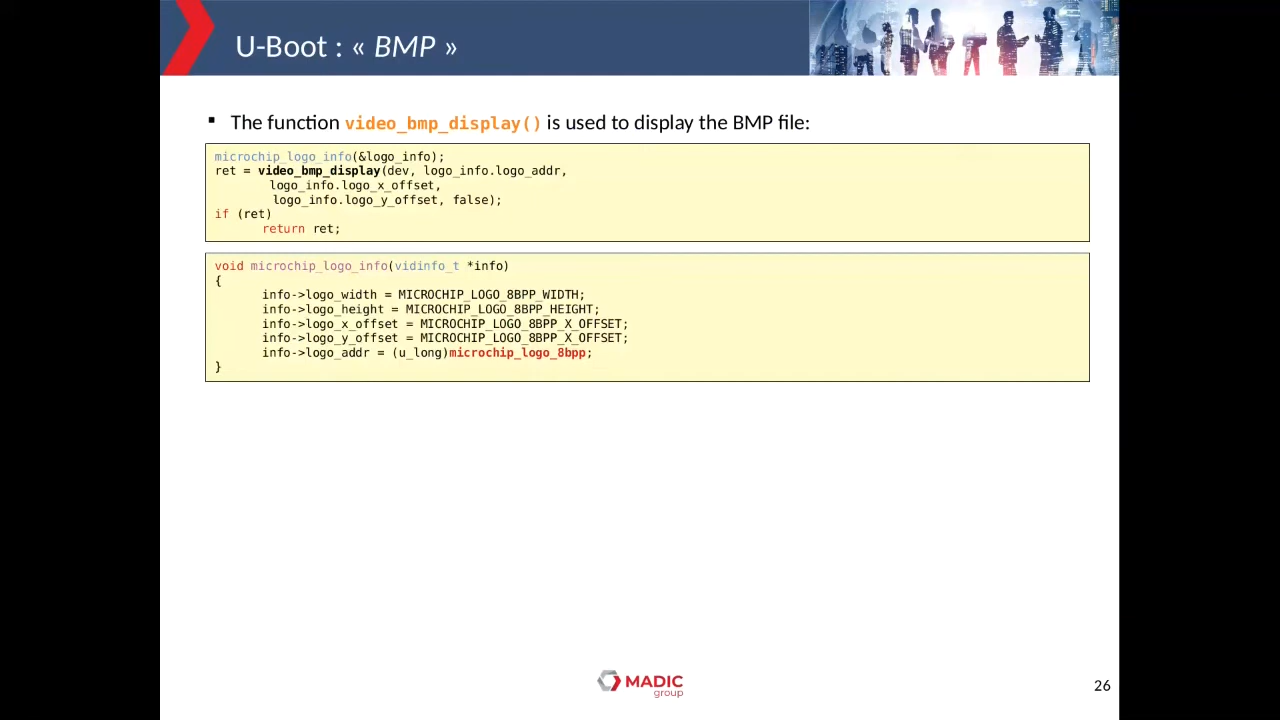 U-Boot : « BMP »
▪ The function video_bmp_display() is used to display the BMP file:
microchip_logo_info(&logo_info);
ret = video_bmp_display(dev, logo_info.logo_addr,
logo_info.logo_x_offset,
logo_info.logo_y_offset, false);
if (ret)
return ret;
void microchip_logo_info(vidinfo_t *info)
{
info->logo_width = MICROCHIP_LOGO_8BPP_WIDTH;
info->logo_height = MICROCHIP_LOGO_8BPP_HEIGHT;
info->logo_x_offset = MICROCHIP_LOGO_8BPP_X_OFFSET;
info->logo_y_offset = MICROCHIP_LOGO_8BPP_X_OFFSET;
info->logo_addr = (u_long)microchip_logo_8bpp;
}
MADIC
group
26